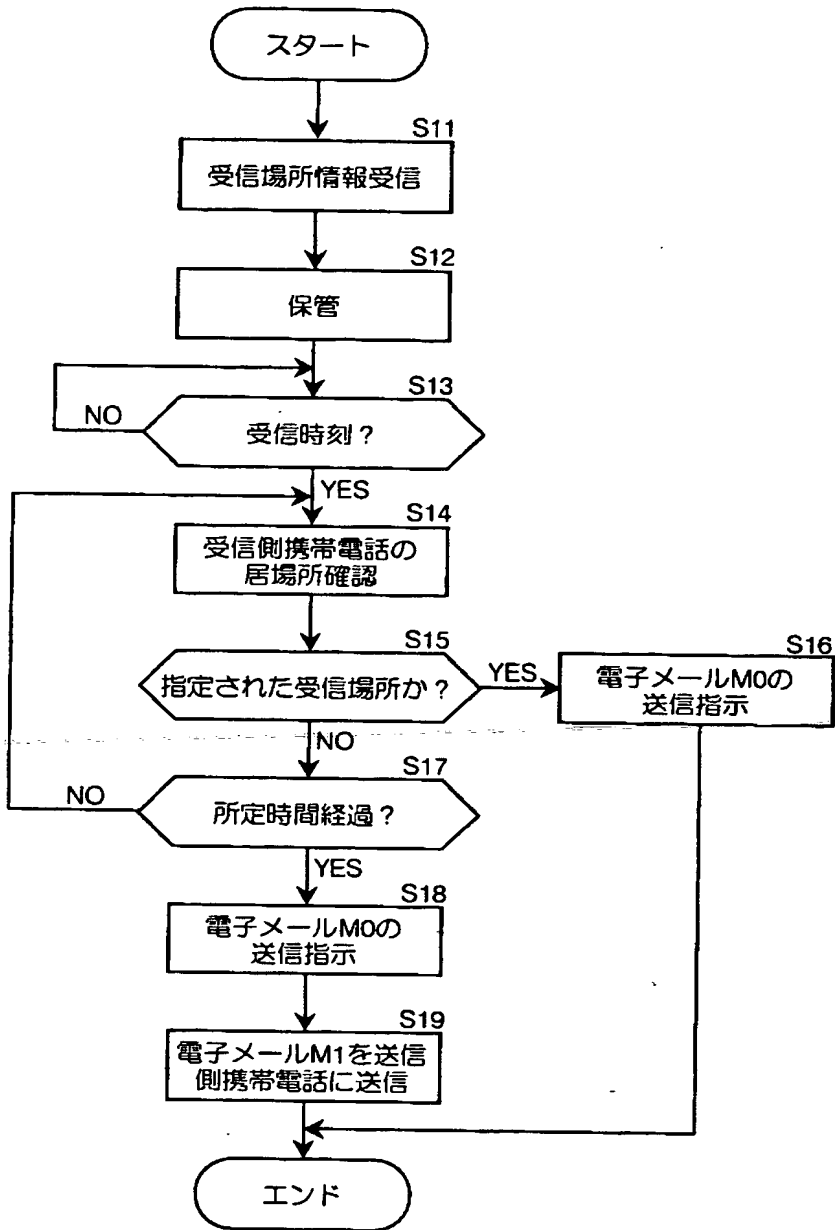 スタート
S11
受信場所情報受信
S12
保管
S13
NO
受信時刻？
YES
S14
受信側携帯電話の
居場所確認
S15
指定された受信場所か？
YES
S16
電子メールM0の
送信指示
NO
S17
NO
所定時間経過？
YES
S18
電子メールM0の
送信指示
S19
電子メールM1を送信
側携帯電話に送信
エンド